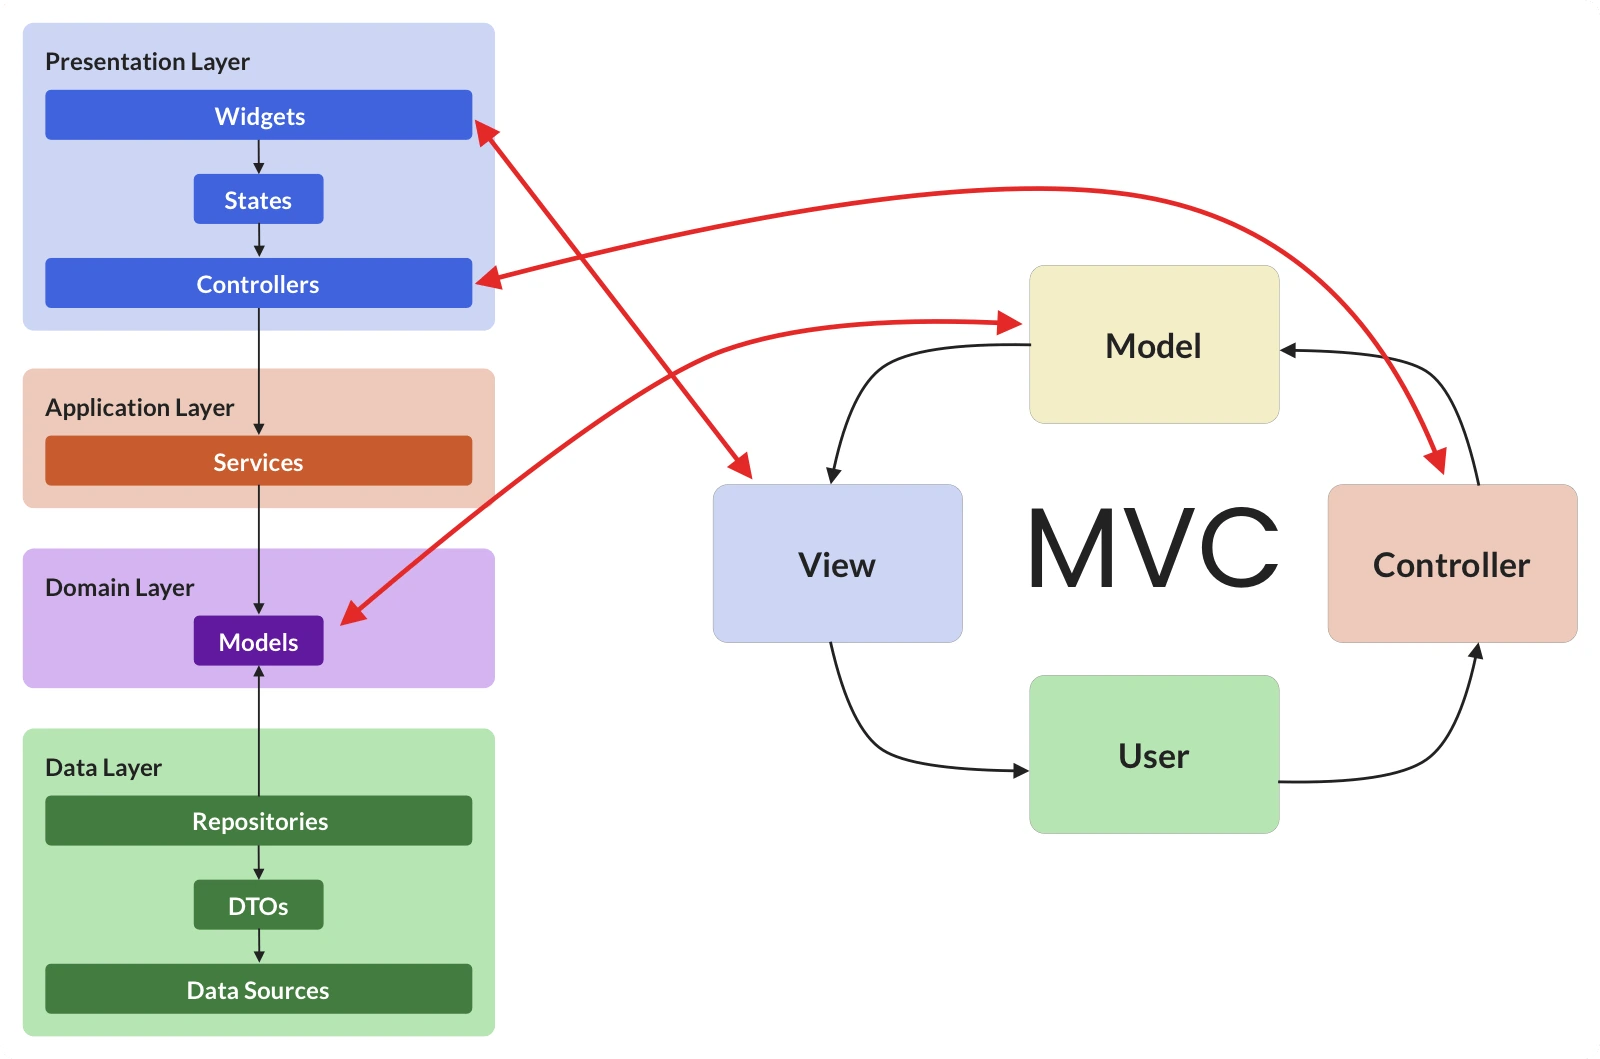 Presentation Layer
Widgets
States
Controllers
Application Layer
Services
Domain Layer
Models
Data Layer
Repositories
DTOs
Data Sources
Model
View
MVC
Controller
User